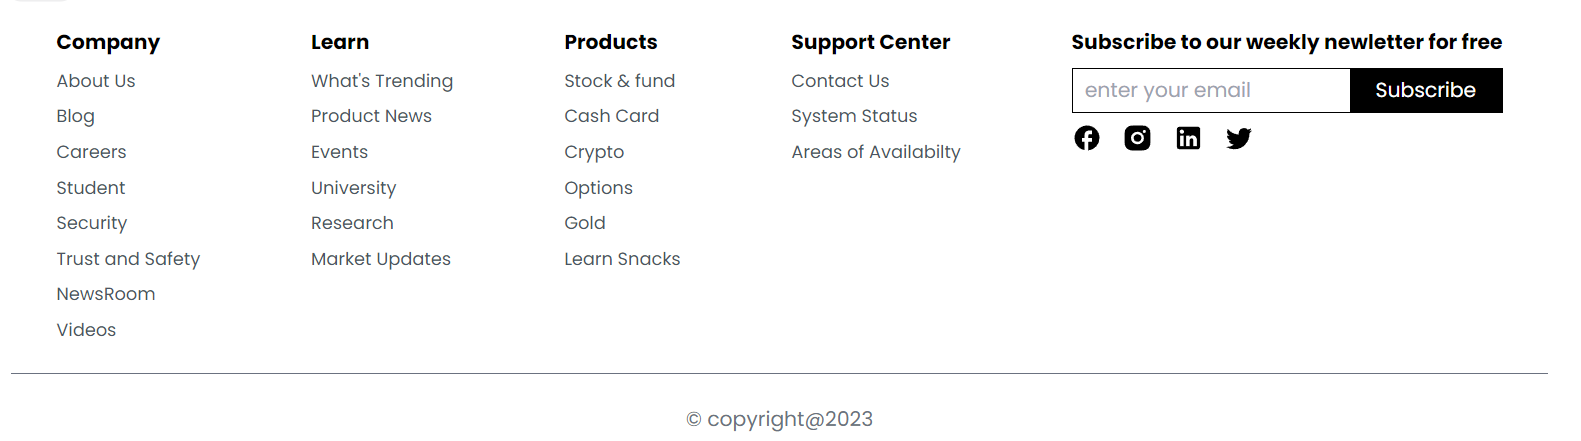 Company
About Us
Blog
Careers
Student
Security
Trust and Safety
NewsRoom
Videos
Learn
What's Trending
Product News
Events
University
Research
Market Updates
Products
Stock & fund
Cash Card
Crypto
Options
Gold
Learn Snacks
Support Center
Contact Us
System Status
Areas of Availabilty
Subscribe to our weekly newletter for free
enter your email
Subscribe
© copyright@2023